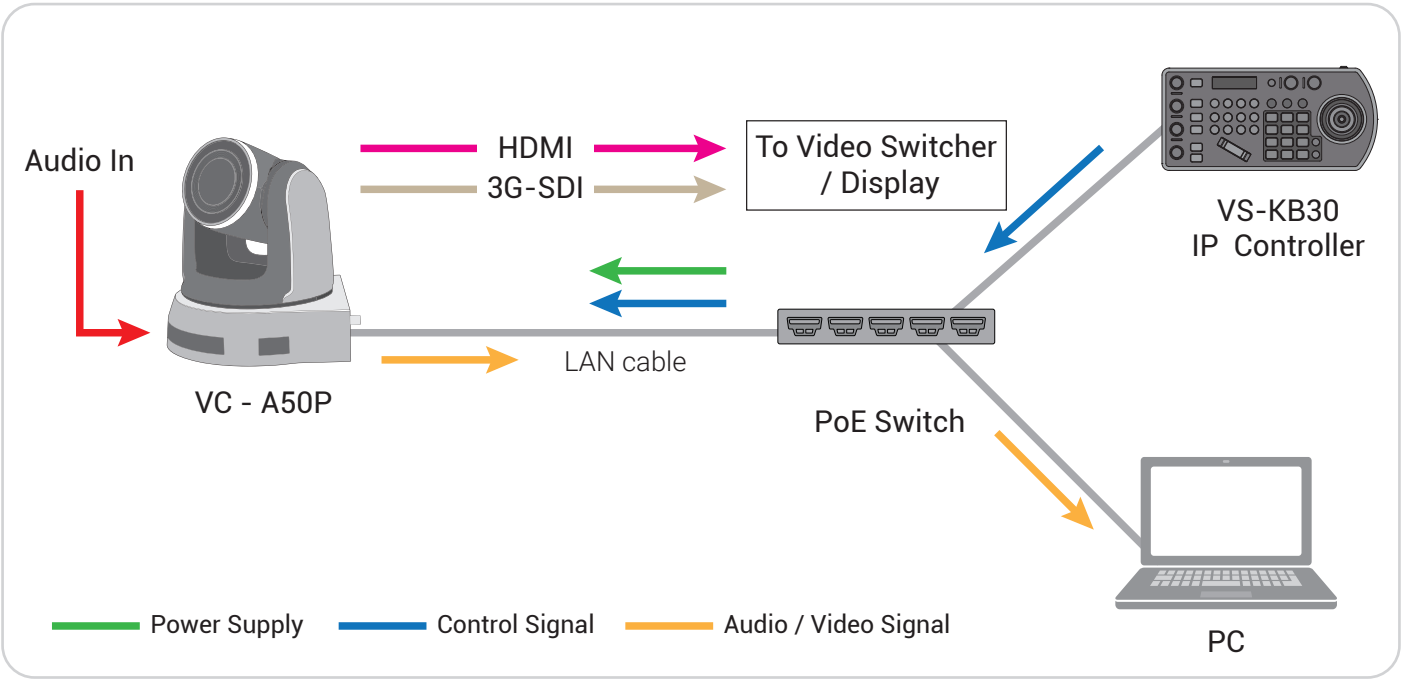 Audio In
HDMI
3G-SDI
To Video Switcher
/ Display
VS-KB30
IP Controller
LAN cable
VC - A50P
PoE Switch
Power Supply
Control Signal
Audio / Video Signal
PC